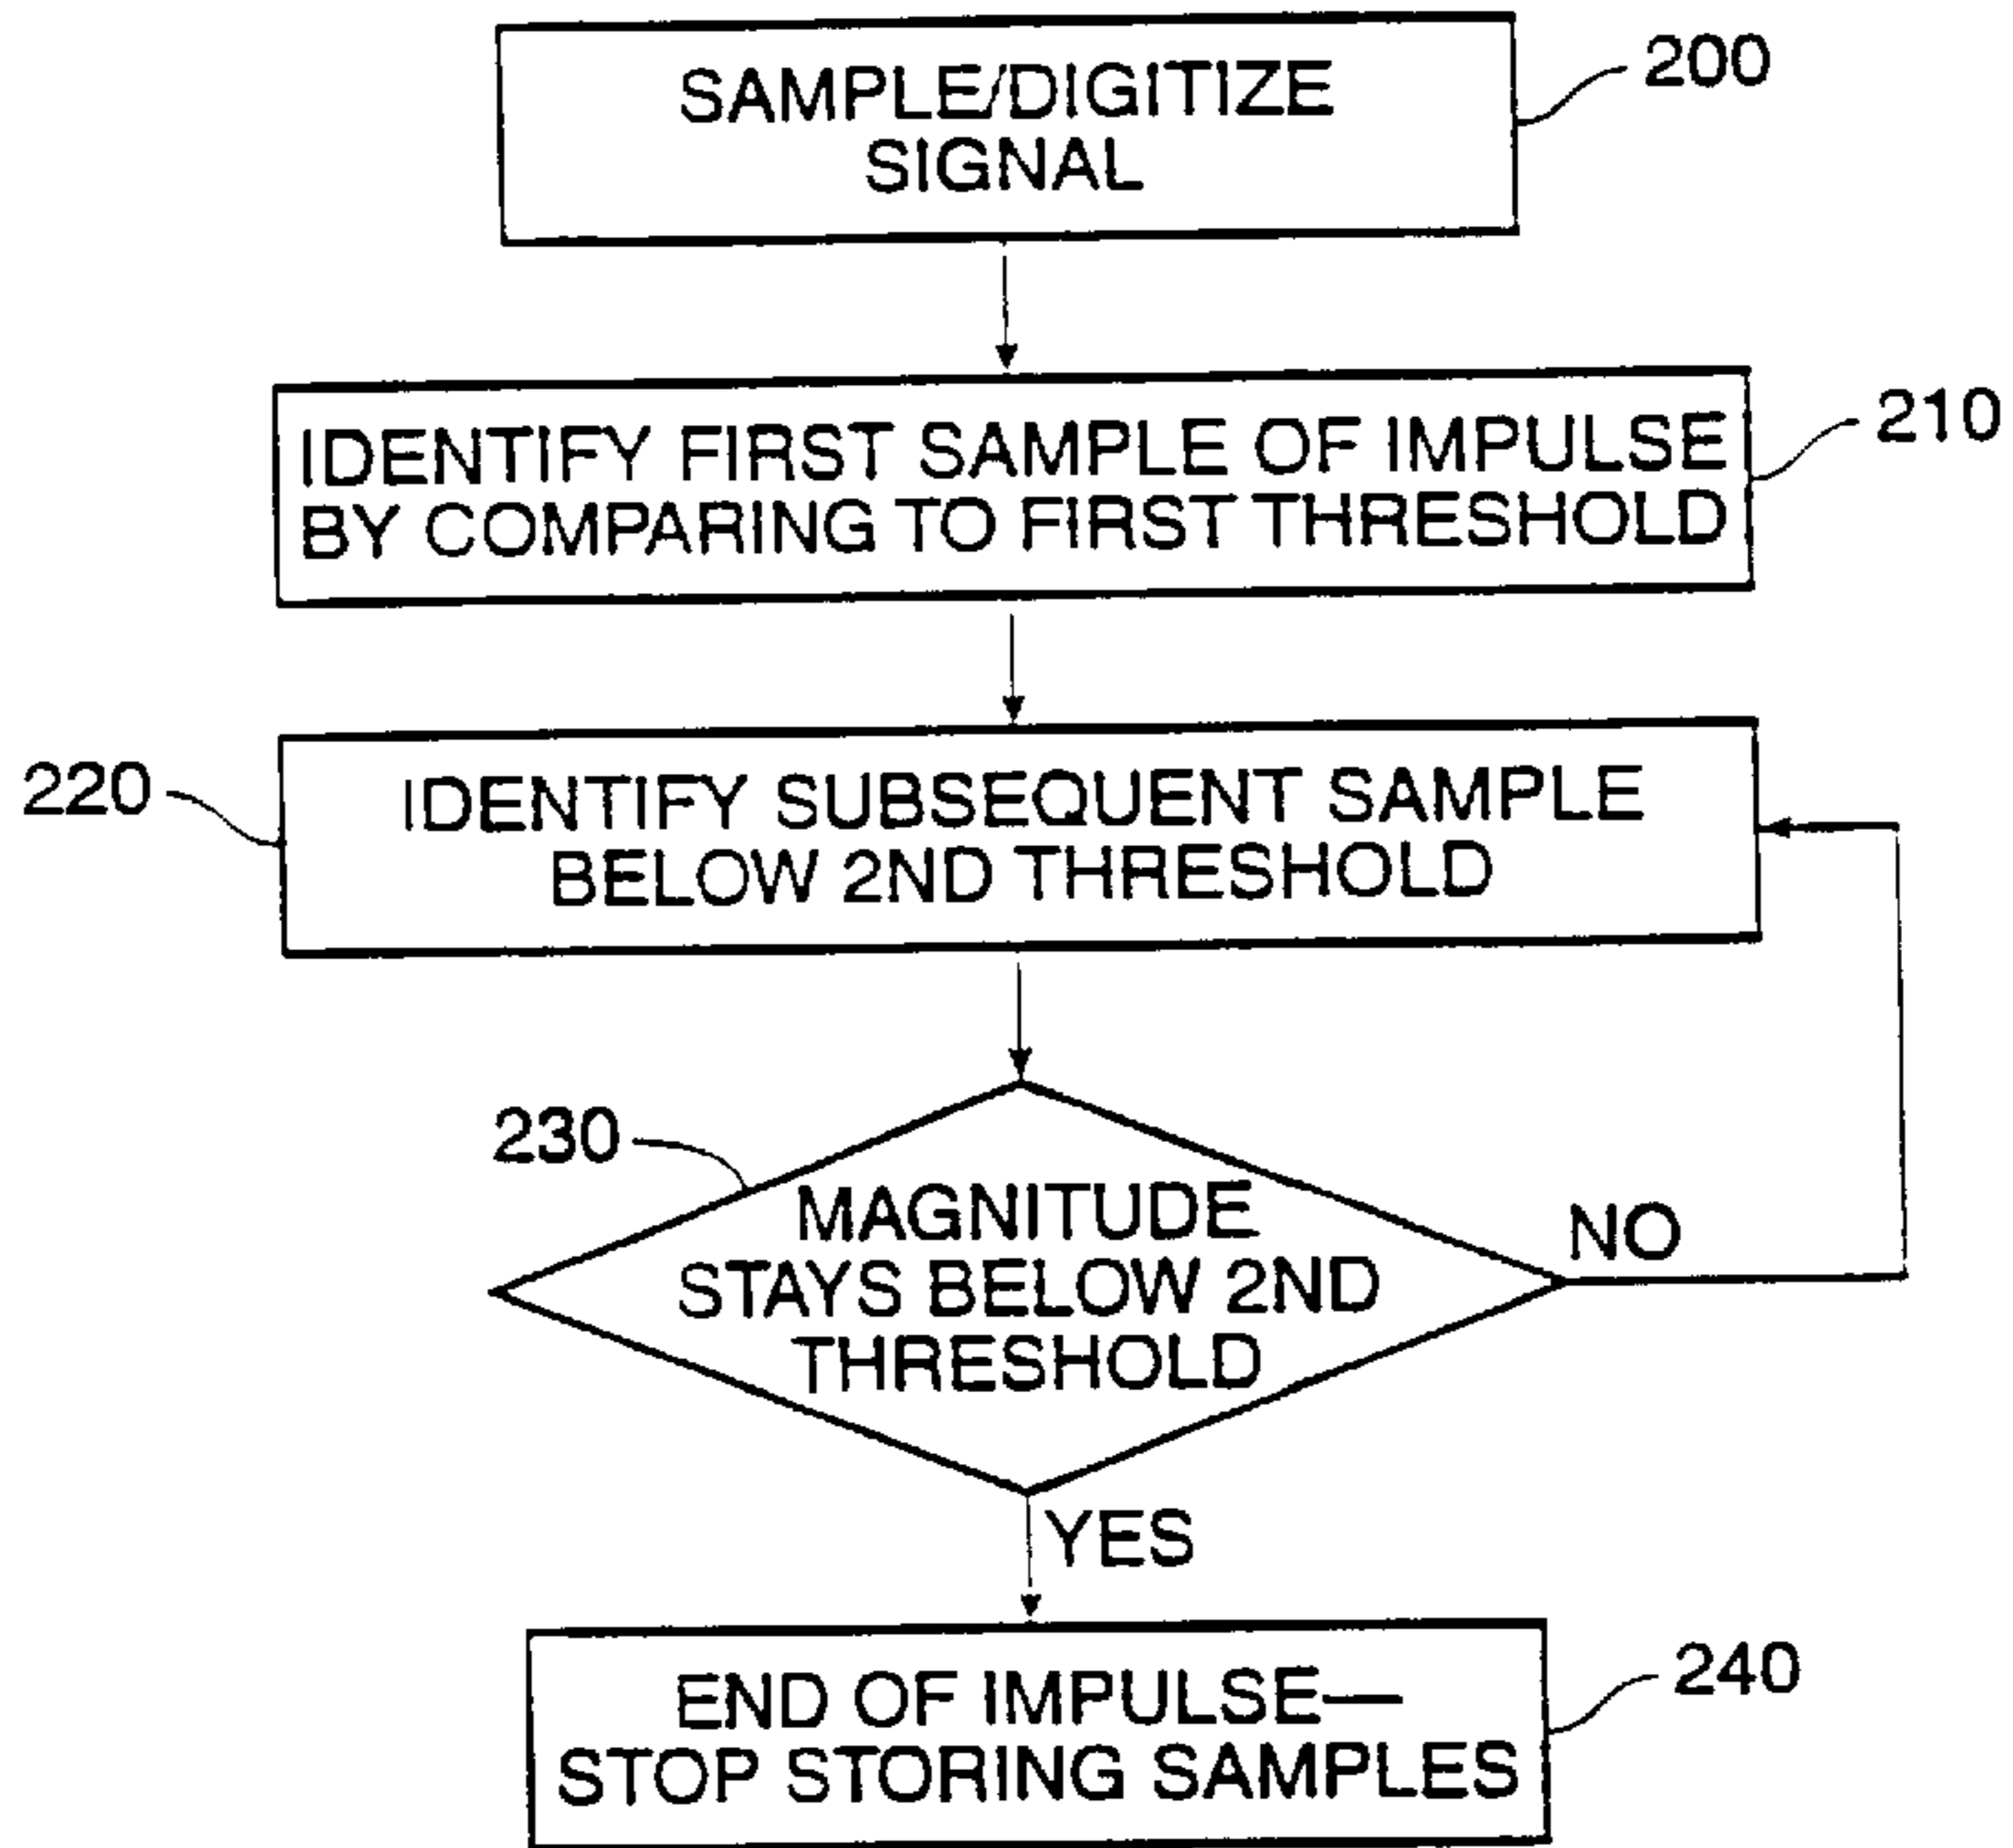 SAMPLE/DIGITIZE
SIGNAL
200
IDENTIFY FIRST SAMPLE OF IMPULSE
BY COMPARING TO FIRST THRESHOLD
210
220
IDENTIFY SUBSEQUENT SAMPLE
BELOW 2ND THRESHOLD
230
MAGNITUDE
STAYS BELOW 2ND
THRESHOLD
NO
YES
END OF IMPULSE—
STOP STORING SAMPLES
240